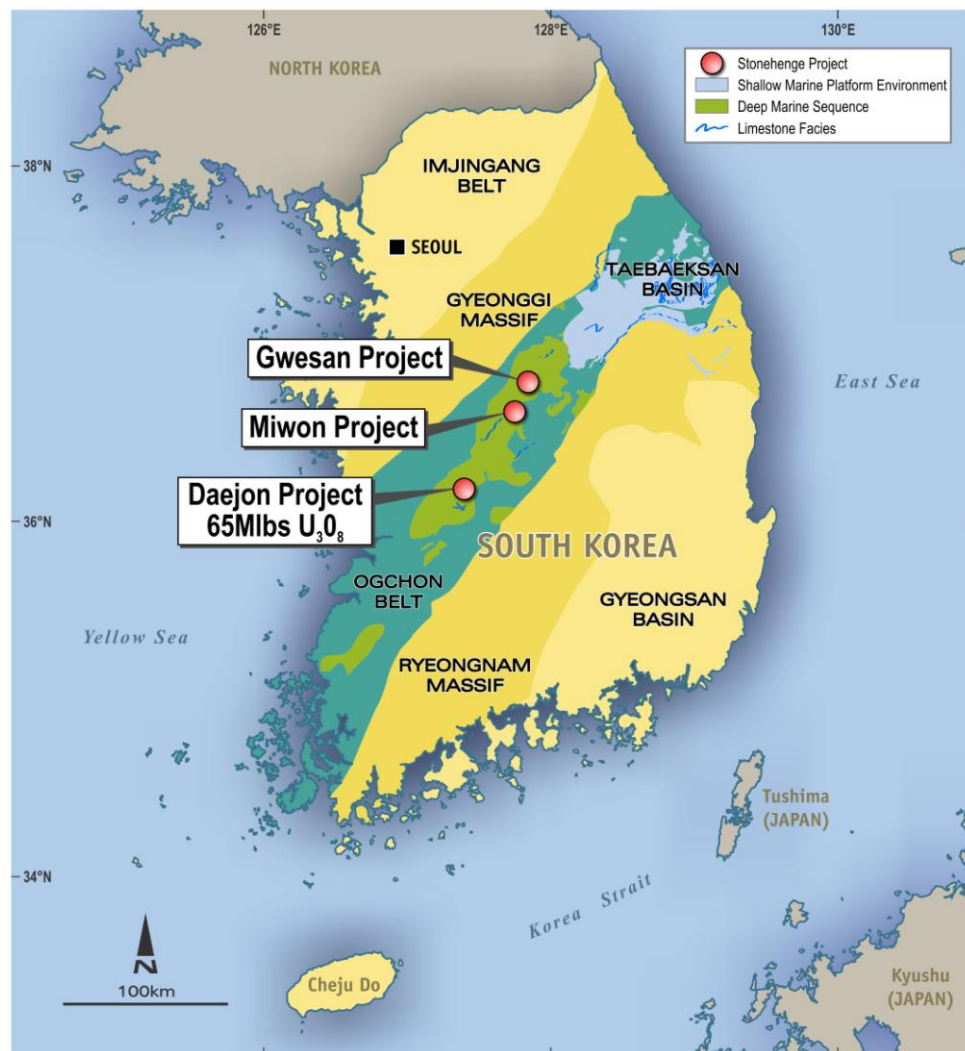 126°E
128°E
130°E
NORTH KOREA
Stonehenge Project
Shallow Marine Platform Environment
Deep Marine Sequence
Limestone Facies
38°N
IMJINGANG
BELT
SEOUL
TAEBAEKSAN
BASIN
GYEONGGI
MASSIF
Gwesan Project
East Sea
Miwon Project
Daejon Project
65Mlbs U₃0₈
36°N
SOUTH KOREA
OGCHON
BELT
GYEONGSAN
BASIN
Yellow Sea
RYEONGNAM
MASSIF
Tushima
(JAPAN)
34°N
Korea Strait
N
100km
Cheju Do
Kyushu
(JAPAN)